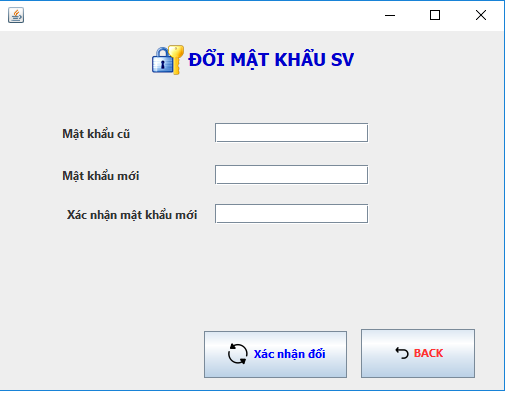 ĐỔI MẬT KHẨU SV
Mật khẩu cũ
Mật khẩu mới
Xác nhận mật khẩu mới
Xác nhận đổi
BACK